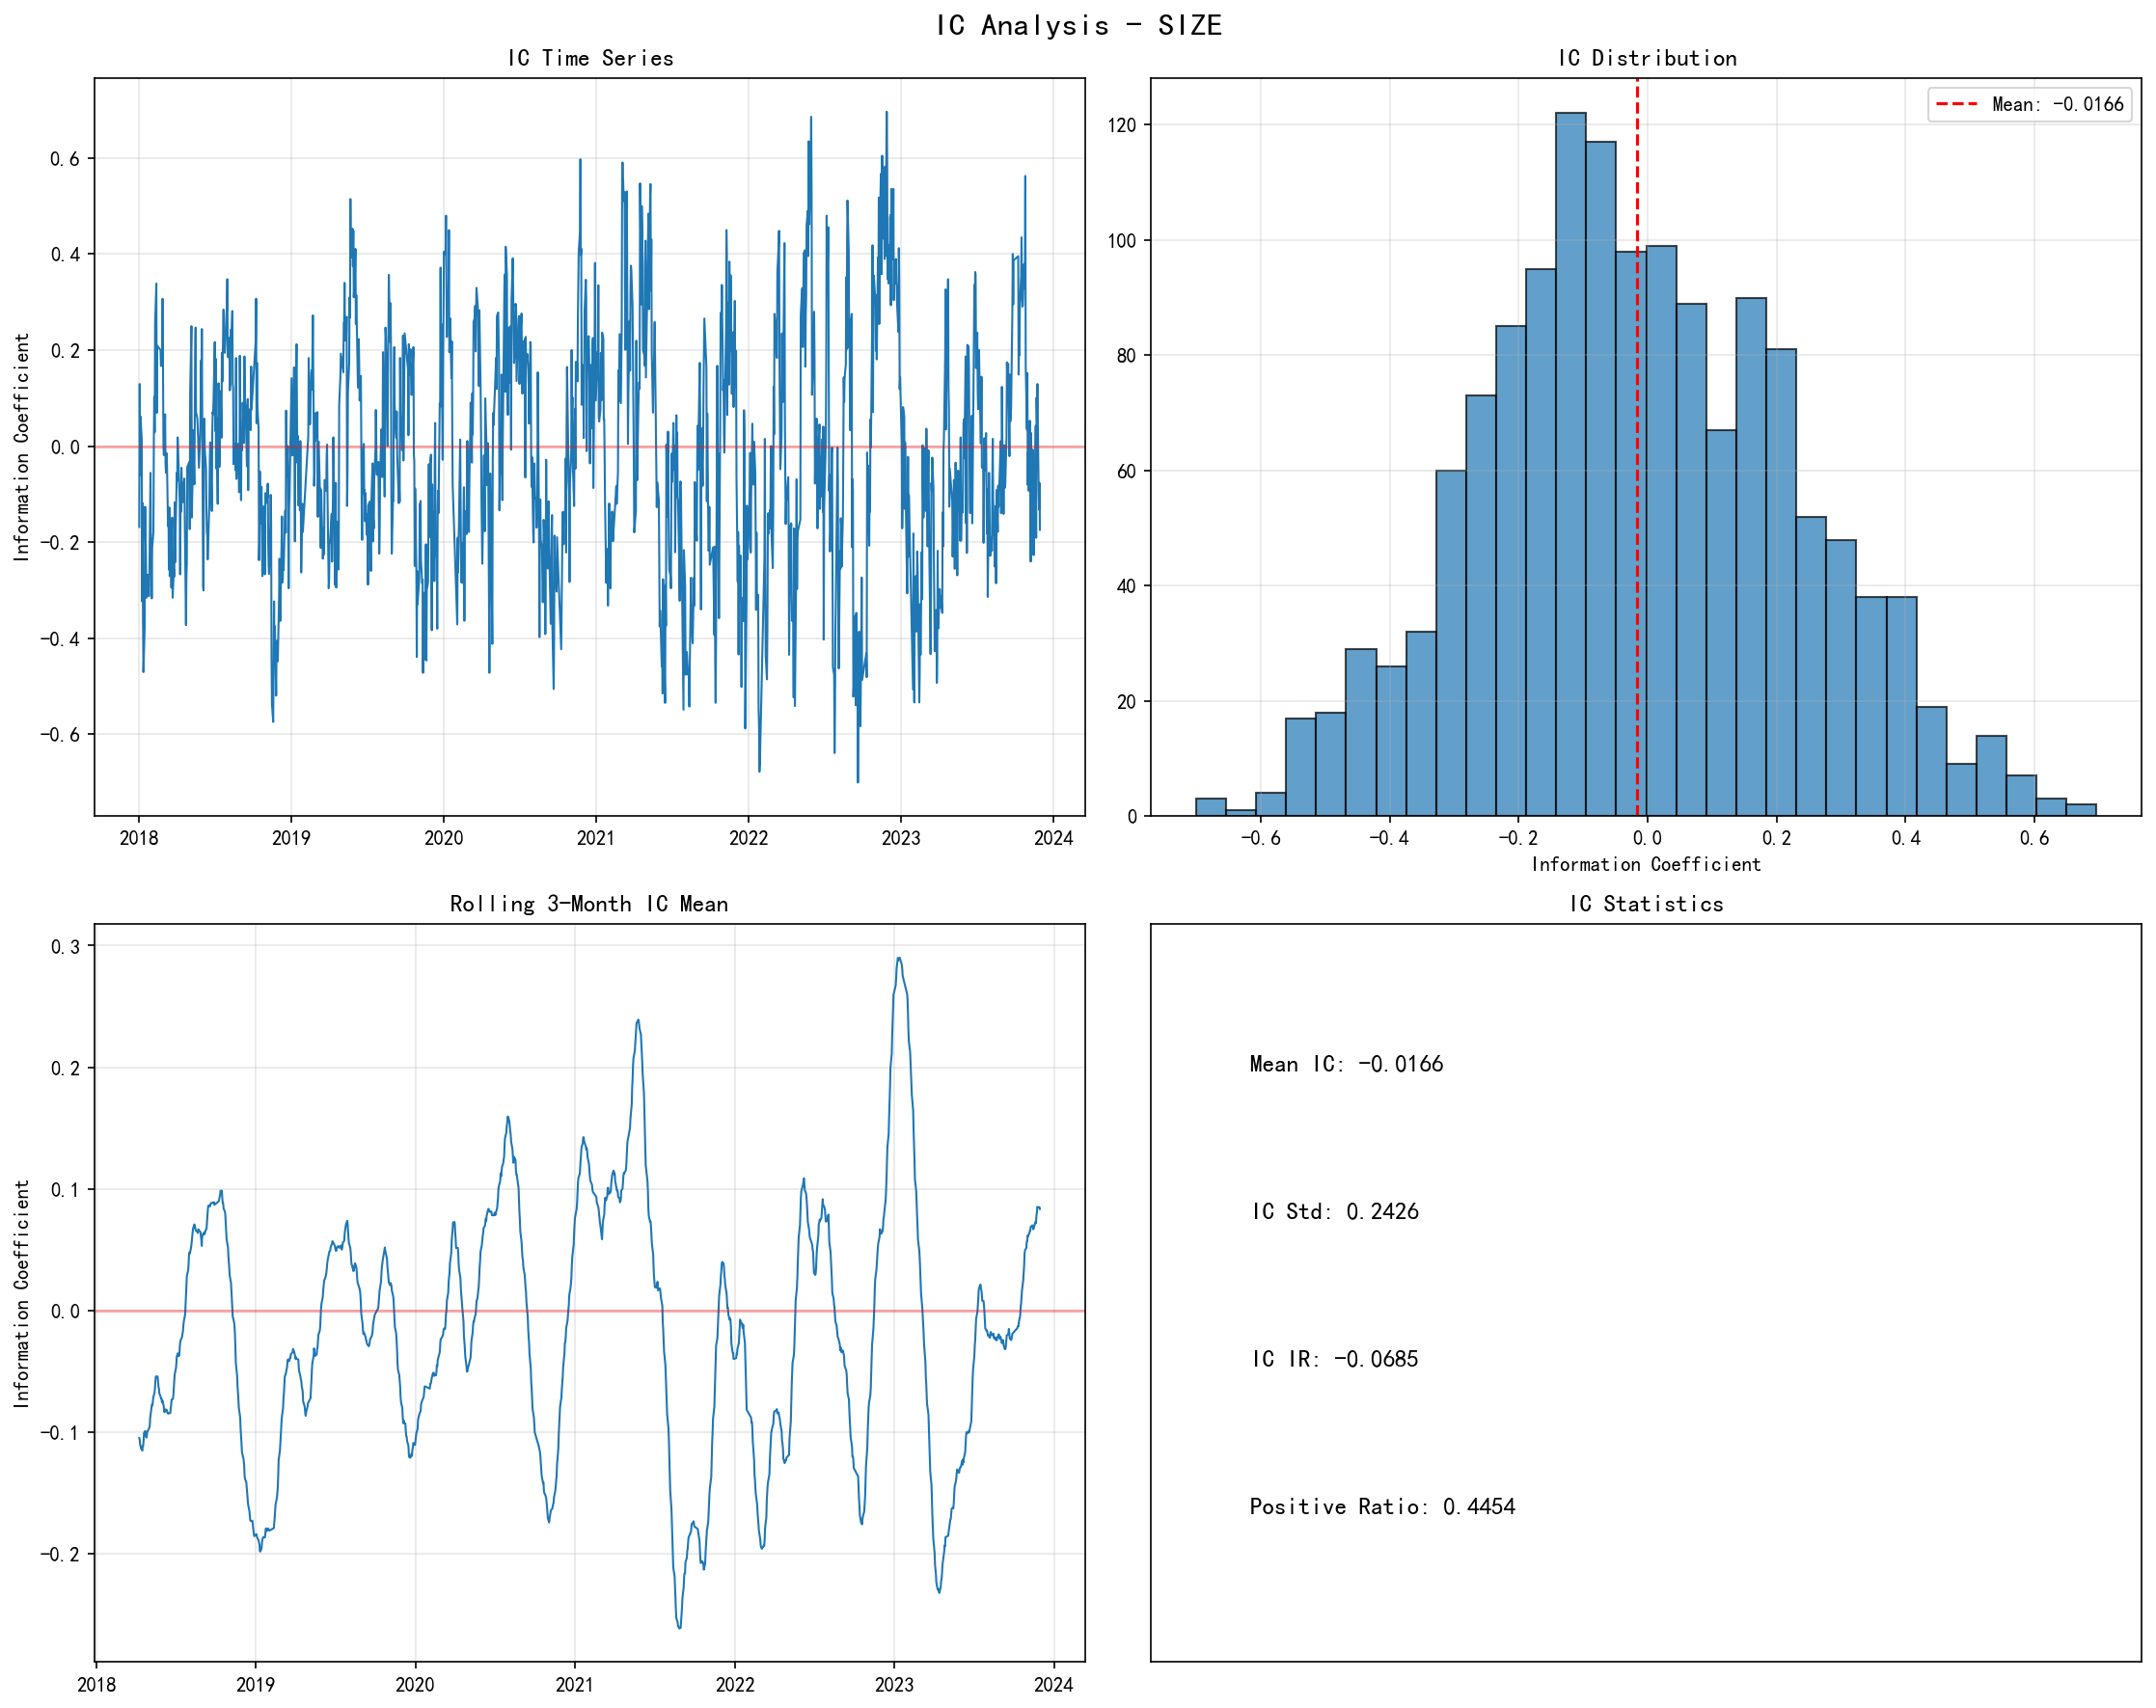 IC Analysis - SIZE
IC Time Series
Information Coefficient
0.6
0.4
0.2
0.0
-0.2
-0.4
-0.6
2018 2019 2020 2021 2022 2023 2024
IC Distribution
Mean: -0.0166
120
100
80
60
40
20
0
-0.6 -0.4 -0.2 0.0 0.2 0.4 0.6
Information Coefficient
Rolling 3-Month IC Mean
Information Coefficient
0.3
0.2
0.1
0.0
-0.1
-0.2
2018 2019 2020 2021 2022 2023 2024
IC Statistics
Mean IC: -0.0166
IC Std: 0.2426
IC IR: -0.0685
Positive Ratio: 0.4454